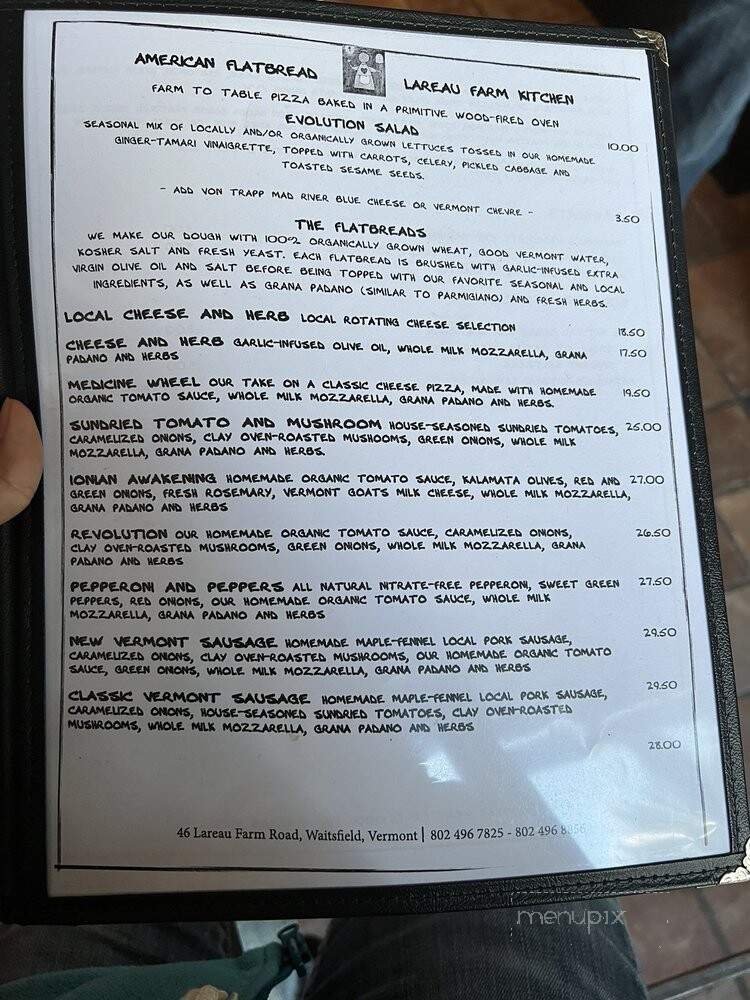 AMERICAN FLATBREAD LAREAU FARM KITCHEN
FARM TO TABLE PIZZA BAKED IN A PRIMITIVE WOOD-FIRED OVEN
EVOLUTION SALAD
SEASONAL MIX OF LOCALLY AND/OR ORGANICALLY GROWN LETTUCES TOSSED IN OUR HOMEMADE 10.00
GINGER-TAMARI VINAIGRETTE, TOPPED WITH CARROTS, CELERY, PICKLED CABBAGE AND
TOASTED SESAME SEEDS.
- ADD VON TRAPP MAD RIVER BLUE CHEESE OR VERMONT CHEVRE - 3.50
THE FLATBREADS
WE MAKE OUR DOUGH WITH 100% ORGANICALLY GROWN WHEAT, GOOD VERMONT WATER,
KOSHER SALT AND FRESH YEAST. EACH FLATBREAD IS BRUSHED WITH GARLIC-INFUSED EXTRA
VIRGIN OLIVE OIL AND SALT BEFORE BEING TOPPED WITH OUR FAVORITE SEASONAL AND LOCAL
INGREDIENTS, AS WELL AS GRANA PADANO (SIMILAR TO PARMIGIANO) AND FRESH HERBS.
LOCAL CHEESE AND HERB LOCAL ROTATING CHEESE SELECTION 18.50
CHEESE AND HERB GARLIC-INFUSED OLIVE OIL, WHOLE MILK MOZZARELLA, GRANA 17.50
PADANO AND HERBS
MEDICINE WHEEL OUR TAKE ON A CLASSIC CHEESE PIZZA, MADE WITH HOMEMADE 19.50
ORGANIC TOMATO SAUCE, WHOLE MILK MOZZARELLA, GRANA PADANO AND HERBS.
SUNDRIED TOMATO AND MUSHROOM HOUSE-SEASONED SUNDRIED TOMATOES, 25.00
CARAMELIZED ONIONS, CLAY OVEN-ROASTED MUSHOOMS, GREEN ONIONS, WHOLE MILK
MOZZARELLA, GRANA PADANO AND HERBS.
IONIAN AWAKENING HOMEMADE ORGANIC TOMATO SAUCE, KALAMATA OLIVES, RED AND 27.00
GREEN ONIONS, FRESH ROSEMARY, VERMONT GOATS MILK CHEESE, WHOLE MILK MOZZARELLA,
GRANA PADANO AND HERBS
REVOLUTION OUR HOMEMADE ORGANIC TOMATO SAUCE, CARAMELIZED ONIONS, 26.50
CLAY OVEN-ROASTED MUSHROOMS, GREEN ONIONS, WHOLE MILK MOZZARELLA, GRANA
PADANO AND HERBS
PEPPERONI AND PEPPERS ALL NATURAL NITRATE-FREE PEPPERONI, SWEET GREEN 27.50
PEPPERS, RED ONIONS, OUR HOMEMADE ORGANIC TOMATO SAUCE, WHOLE MILK
MOZZARELLA, GRANA PADANO AND HERBS
NEW VERMONT SAUSAGE HOMEMADE MAPLE-FENNEL LOCAL PORK SAUSAGE, 29.50
CARAMELIZED ONIONS, CLAY OVEN-ROASTED MUSHROOMS, OUR HOMEMADE ORGANIC TOMATO
SAUCE, GREEN ONIONS, WHOLE MILK MOZZARELLA, GRANA PADANO AND HERBS
CLASSIC VERMONT SAUSAGE HOMEMADE MAPLE-FENNEL LOCAL PORK SAUSAGE, 29.50
CARAMELIZED ONIONS, HOUSE-SEASONED SUNDRIED TOMATOES, CLAY OVEN-ROASTED
MUSHROOMS, WHOLE MILK MOZZARELLA, GRANA PADANO AND HERBS
28.00
46 Lareau Farm Road, Waitsfield, Vermont | 802 496 7825 - 802 496
menupix